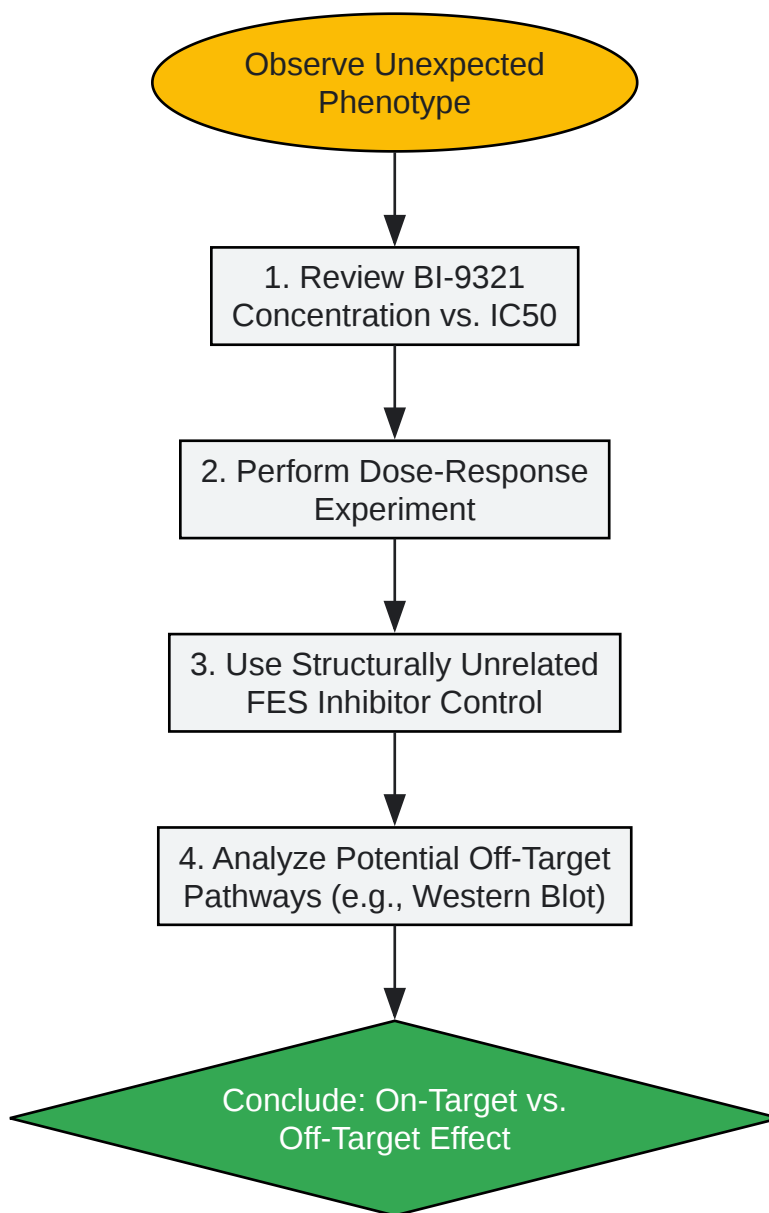 Observe Unexpected
Phenotype
1. Review BI-9321
Concentration vs. IC50
2. Perform Dose-Response
Experiment
3. Use Structurally Unrelated
FES Inhibitor Control
4. Analyze Potential Off-Target
Pathways (e.g., Western Blot)
Conclude: On-Target vs.
Off-Target Effect